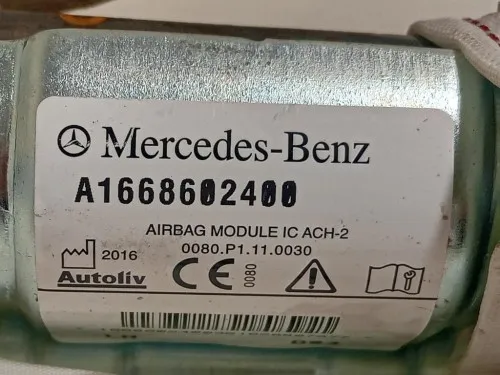 Mercedes-Benz
A1668602400
AIRBAG MODULE IC ACH-2
0080.P1.11.0030
2016
Autoliv
CE 0080